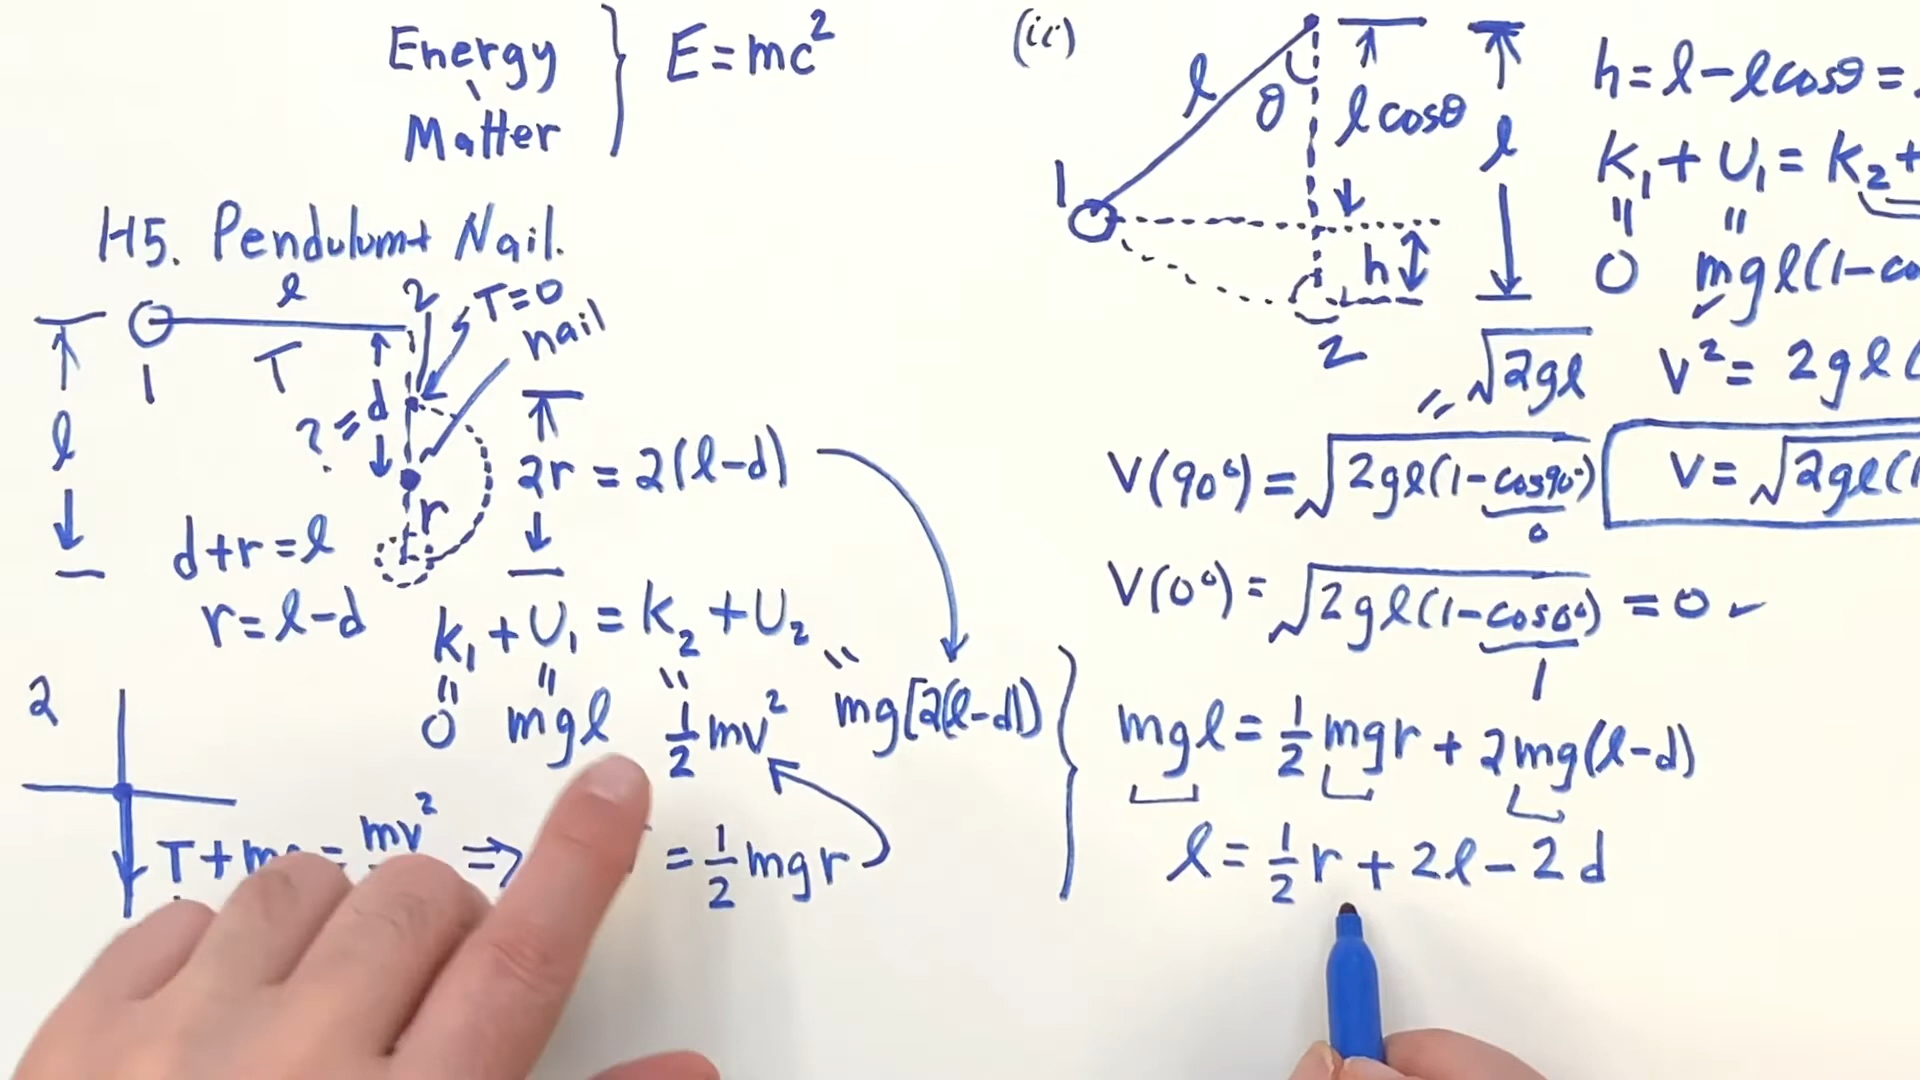 Energy
Matter
E=mc²
H5. Pendulum+ Nail.
l
1
T
l
2
T=0
nail
?=d
r
2r = 2(l-d)
d+r=l
r=l-d
K₁+U₁=K₂+U₂
0 mgl ½mv² mg[2(l-d)]
2
T+m = mv² ⇒ =½mgr
(ii)
l
θ
l cosθ
l
1
h
2
h=l-lcosθ=
K₁+U₁=K₂+
0 mgl(1-co
√2gl
V²= 2gl(
V(90°)=√2gl(1-cos90°)
0
V=√2gl(1
V(0°)=√2gl(1-cos0°) =0 ✓
1
mgl=½mgr+2mg(l-d)
l=½r+2l-2d